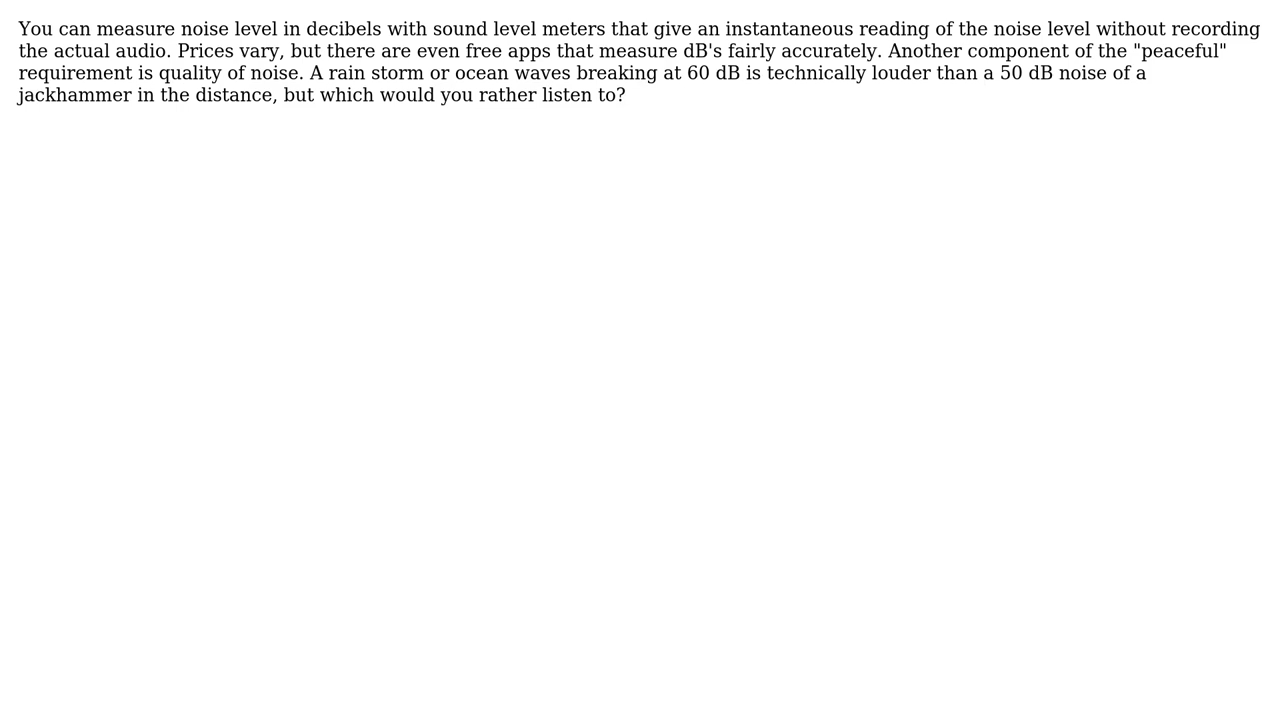 You can measure noise level in decibels with sound level meters that give an instantaneous reading of the noise level without recording
the actual audio. Prices vary, but there are even free apps that measure dB's fairly accurately. Another component of the "peaceful"
requirement is quality of noise. A rain storm or ocean waves breaking at 60 dB is technically louder than a 50 dB noise of a
jackhammer in the distance, but which would you rather listen to?